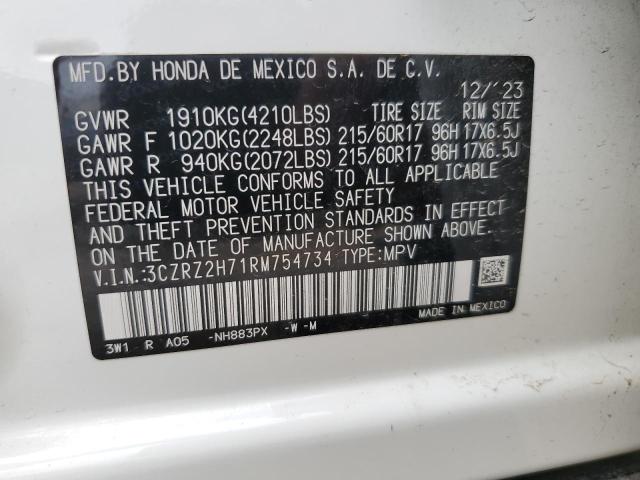 MFD.BY HONDA DE MEXICO S.A. DE C.V.
12/'23
GVWR 1910KG(4210LBS) TIRE SIZE RIM SIZE
GAWR F 1020KG(2248LBS) 215/60R17 96H 17X6.5J
GAWR R 940KG(2072LBS) 215/60R17 96H 17X6.5J
THIS VEHICLE CONFORMS TO ALL APPLICABLE
FEDERAL MOTOR VEHICLE SAFETY
AND THEFT PREVENTION STANDARDS IN EFFECT
ON THE DATE OF MANUFACTURE SHOWN ABOVE.
V.I.N.:3CZRZ2H71RM754734 TYPE:MPV
3W1 R A05 -NH883PX -W -M
MADE IN MEXICO